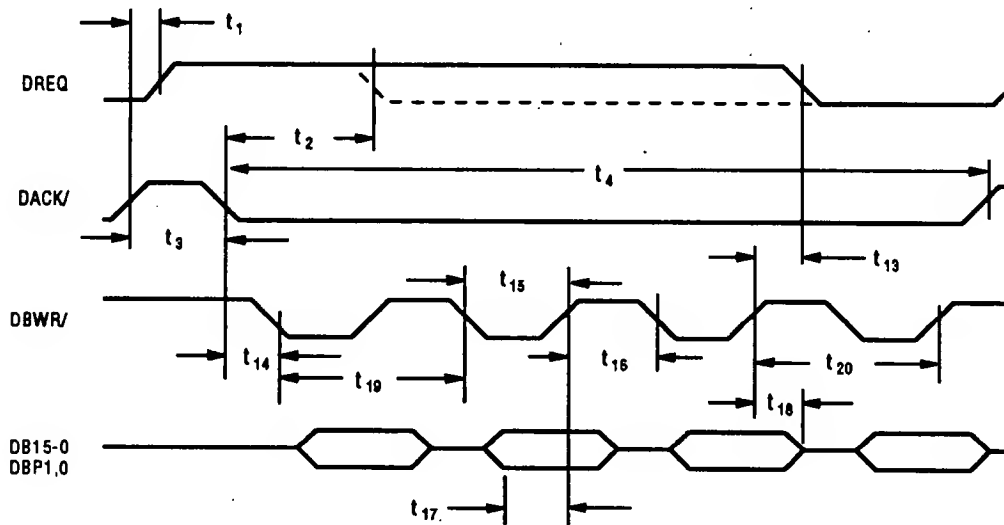 t1
DREQ
t2
t4
DACK/
t3
t13
t15
DBWR/
t14
t16
t19
t20
t18
DB15-0
DBP1,0
t17